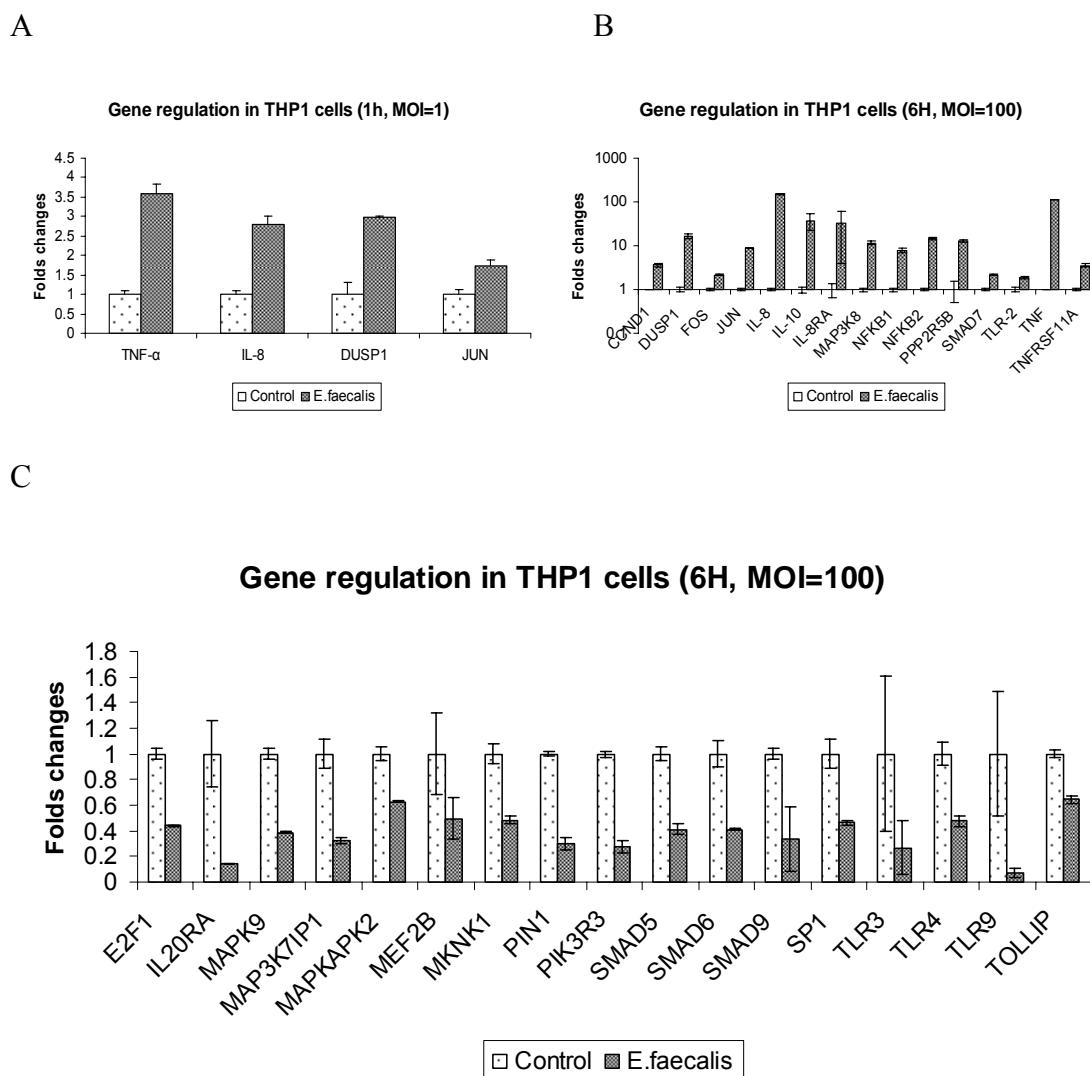 A
Gene regulation in THP1 cells (1h, MOI=1)
Folds changes
4.5
4
3.5
3
2.5
2
1.5
1
0.5
0
TNF-α IL-8 DUSP1 JUN
Control E.faecalis
B
Gene regulation in THP1 cells (6H, MOI=100)
Folds changes
1000
100
10
1
0
CCND1 DUSP1 FOS JUN IL-8 IL-10 IL-8RA MAP3K8 NFKB1 NFKB2 PPP2R5B SMAD7 TLR-2 TNF TNFRSF11A
Control E.faecalis
C
Gene regulation in THP1 cells (6H, MOI=100)
Folds changes
1.8
1.6
1.4
1.2
1
0.8
0.6
0.4
0.2
0
E2F1 IL20RA MAPK9 MAP3K7IP1 MAPKAPK2 MEF2B MKNK1 PIN1 PIK3R3 SMAD5 SMAD6 SMAD9 SP1 TLR3 TLR4 TLR9 TOLLIP
Control E.faecalis